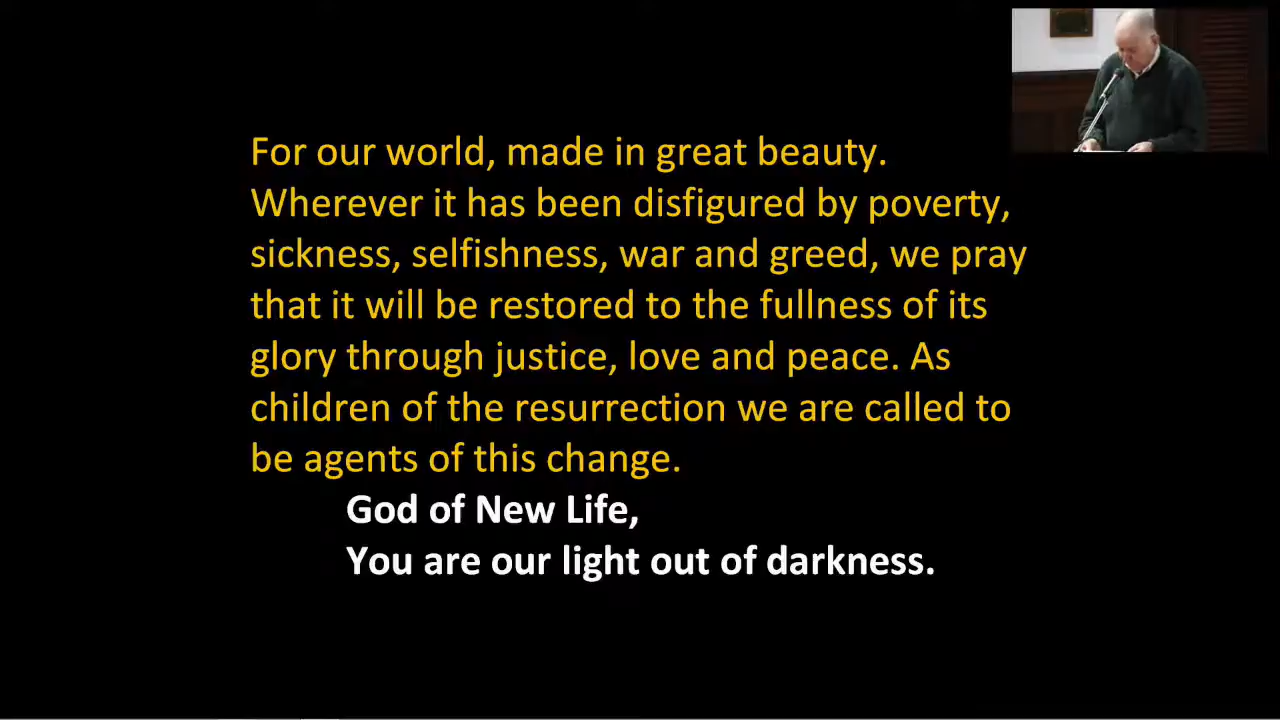 For our world, made in great beauty.
Wherever it has been disfigured by poverty,
sickness, selfishness, war and greed, we pray
that it will be restored to the fullness of its
glory through justice, love and peace. As
children of the resurrection we are called to
be agents of this change.
God of New Life,
You are our light out of darkness.